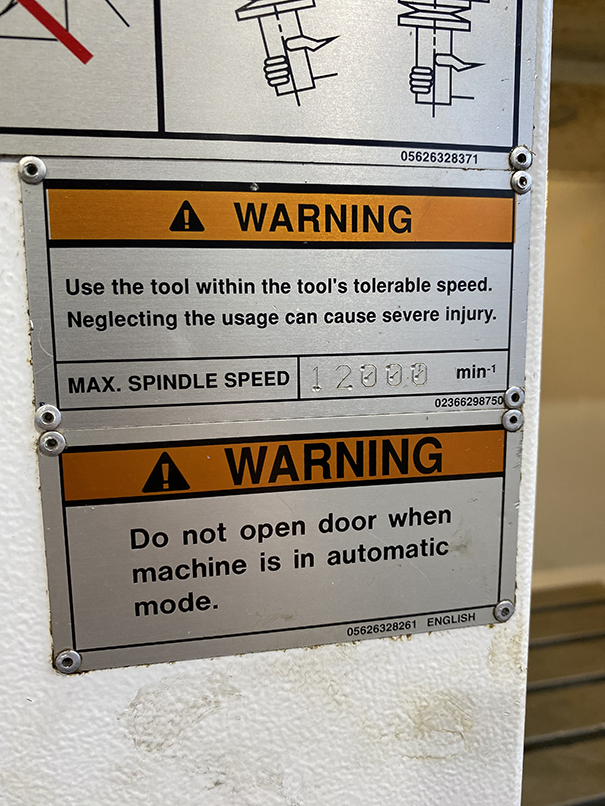 05626328371
WARNING
Use the tool within the tool's tolerable speed.
Neglecting the usage can cause severe injury.
MAX. SPINDLE SPEED 12000 min-1
02366298750
WARNING
Do not open door when
machine is in automatic
mode.
05626328261 ENGLISH